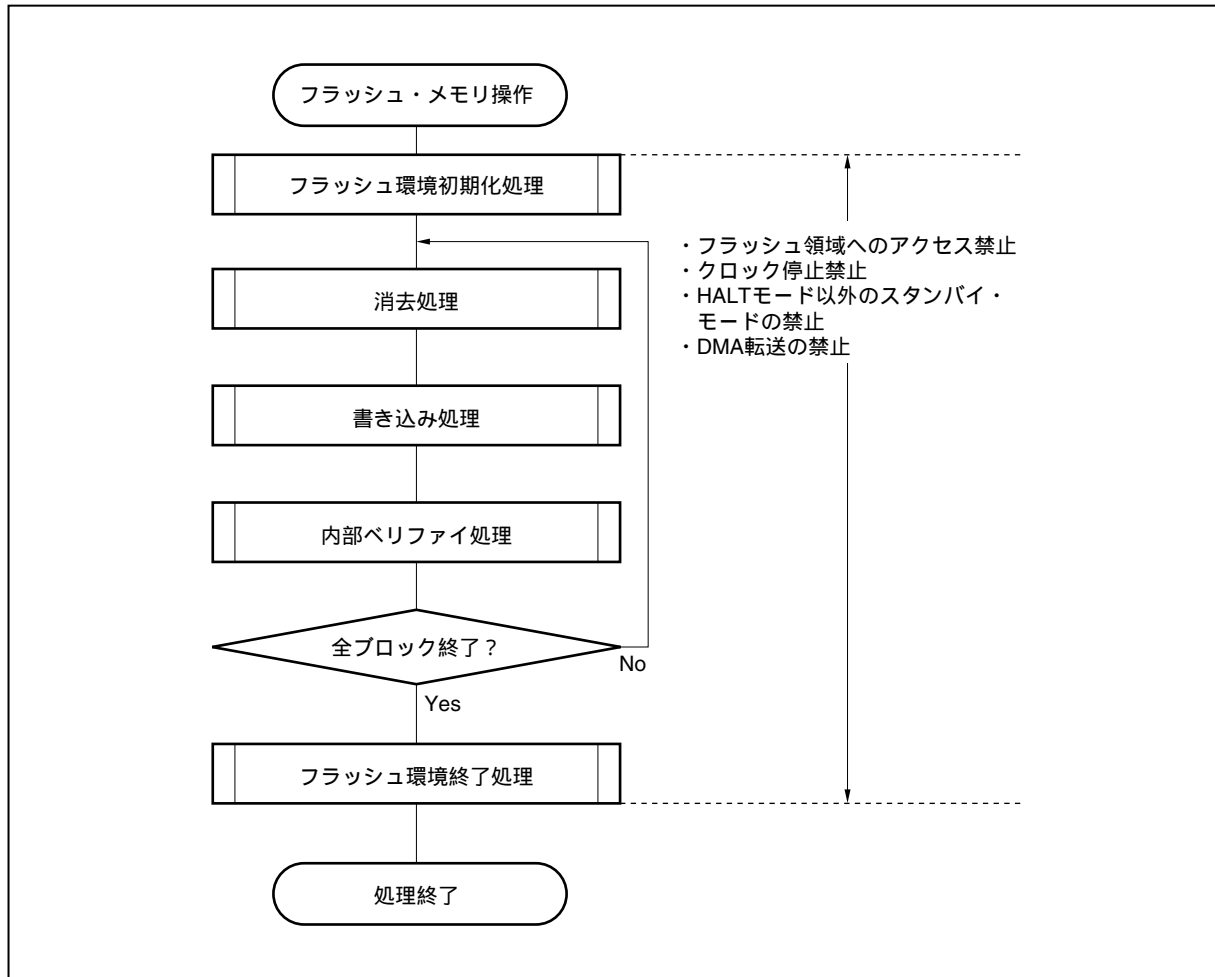 フラッシュ・メモリ操作
フラッシュ環境初期化処理
・フラッシュ領域へのアクセス禁止
・クロック停止禁止
・HALTモード以外のスタンバイ・
モードの禁止
・DMA転送の禁止
消去処理
書き込み処理
内部ベリファイ処理
全ブロック終了？
No
Yes
フラッシュ環境終了処理
処理終了